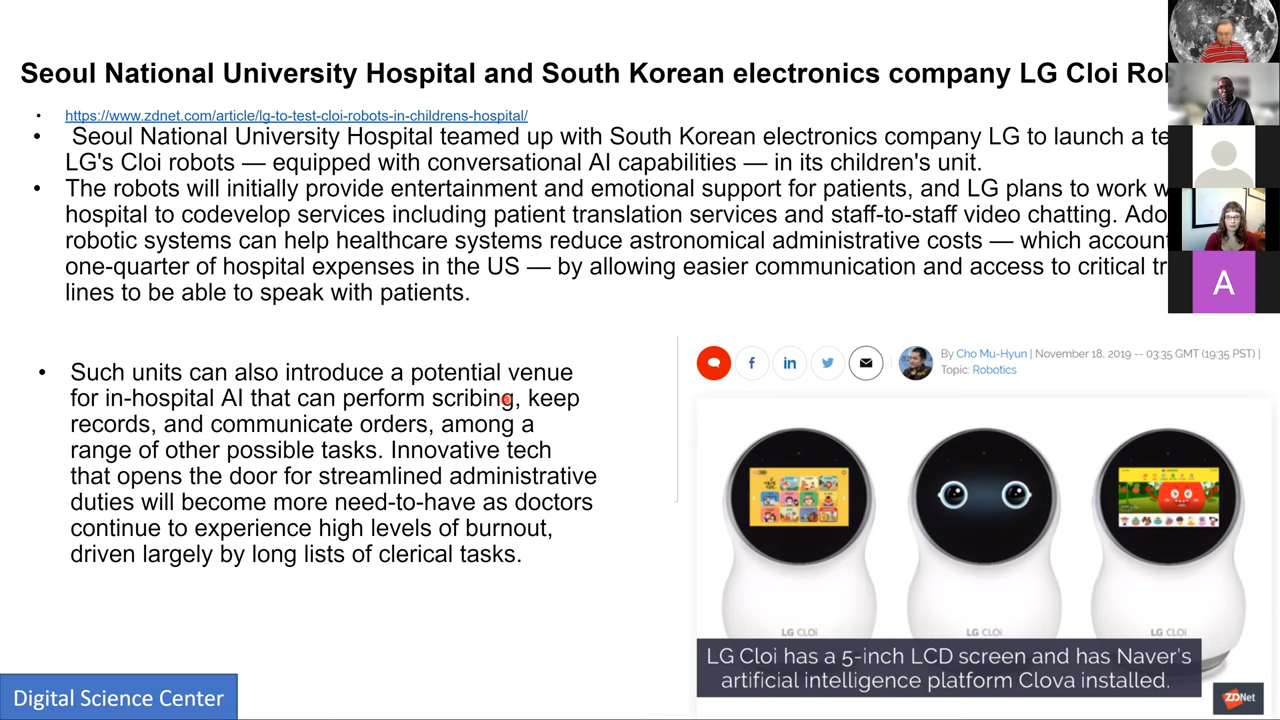 Seoul National University Hospital and South Korean electronics company LG Cloi Ro
https://www.zdnet.com/article/lg-to-test-cloi-robots-in-childrens-hospital/
• Seoul National University Hospital teamed up with South Korean electronics company LG to launch a te
LG's Cloi robots — equipped with conversational AI capabilities — in its children's unit.
• The robots will initially provide entertainment and emotional support for patients, and LG plans to work w
hospital to codevelop services including patient translation services and staff-to-staff video chatting. Ado
robotic systems can help healthcare systems reduce astronomical administrative costs — which account
one-quarter of hospital expenses in the US — by allowing easier communication and access to critical tr
lines to be able to speak with patients.
A
• Such units can also introduce a potential venue
for in-hospital AI that can perform scribing, keep
records, and communicate orders, among a
range of other possible tasks. Innovative tech
that opens the door for streamlined administrative
duties will become more need-to-have as doctors
continue to experience high levels of burnout,
driven largely by long lists of clerical tasks.
By Cho Mu-Hyun | November 18, 2019 -- 03:35 GMT (19:35 PST) |
Topic: Robotics
LG CLOi LG CLOi LG CLOi
LG Cloi has a 5-inch LCD screen and has Naver's
artificial intelligence platform Clova installed.
ZDNet
Digital Science Center